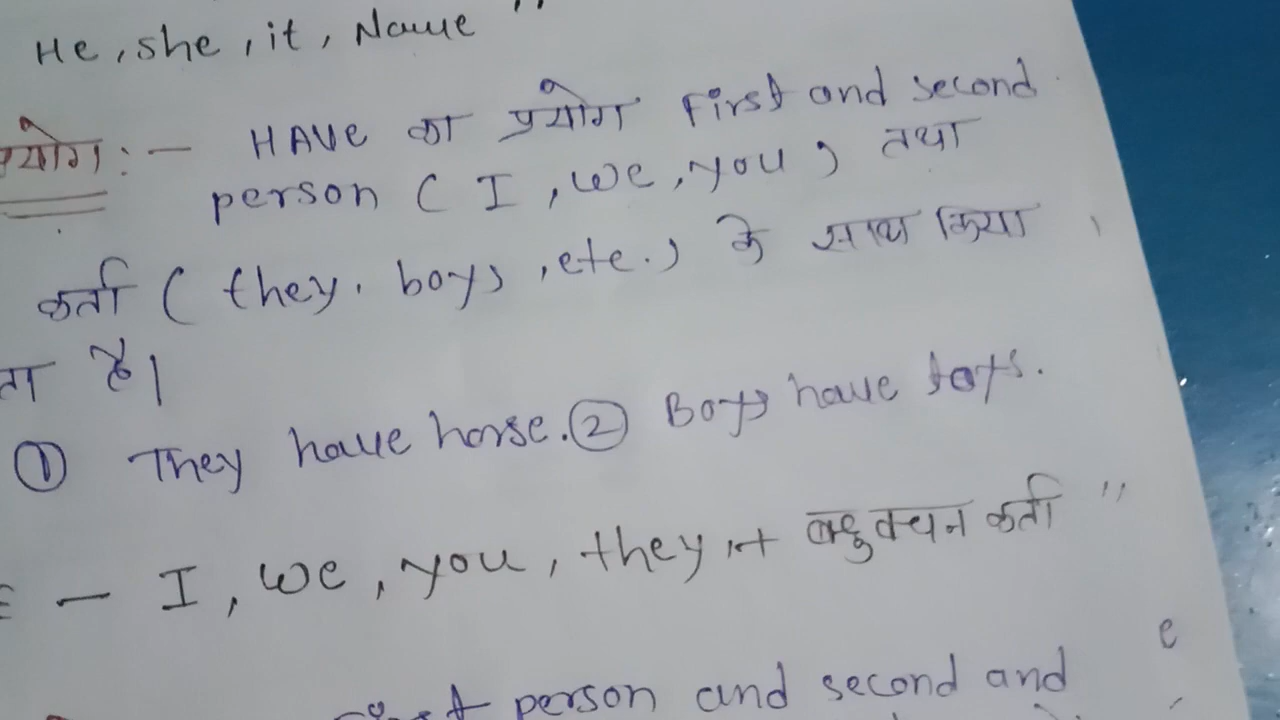 He, she, it, Name "
प्रयोग: - HAVE का प्रयोग First and second
person ( I, we, you ) तथा
कर्ता ( they, boys, etc. ) के साथ किया
ता है।
① They have horse. ② Boys have toys.
- I, we, you, they, + बहुवचन कर्ता "
e
person and second and